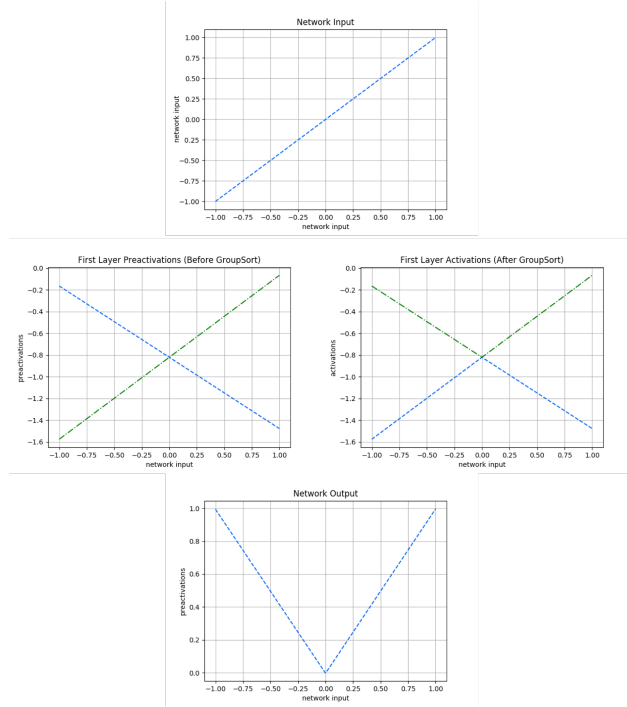 Network Input
1.00
0.75
0.50
0.25
0.00
−0.25
−0.50
−0.75
−1.00
network input
−1.00 −0.75 −0.50 −0.25 0.00 0.25 0.50 0.75 1.00
network input
First Layer Preactivations (Before GroupSort)
0.0
−0.2
−0.4
−0.6
−0.8
−1.0
−1.2
−1.4
−1.6
preactivations
−1.00 −0.75 −0.50 −0.25 0.00 0.25 0.50 0.75 1.00
network input
First Layer Activations (After GroupSort)
0.0
−0.2
−0.4
−0.6
−0.8
−1.0
−1.2
−1.4
−1.6
activations
−1.00 −0.75 −0.50 −0.25 0.00 0.25 0.50 0.75 1.00
network input
Network Output
1.0
0.8
0.6
0.4
0.2
0.0
preactivations
−1.00 −0.75 −0.50 −0.25 0.00 0.25 0.50 0.75 1.00
network input